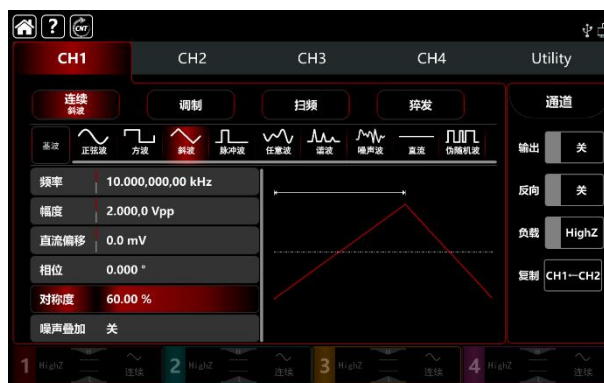 ? CNT
CH1 CH2 CH3 CH4 Utility
连续
斜波
调制 扫频 猝发 通道
基波 正弦波 方波 斜波 脉冲波 任意波 谐波 噪声波 直流 伪随机波
输出 关
频率 10.000,000,00 kHz
反向 关
幅度 2.000,0 Vpp
直流偏移 0.0 mV
负载 HighZ
相位 0.000 °
复制 CH1←CH2
对称度 60.00 %
噪声叠加 关
1 HighZ 连续 2 HighZ 连续 3 HighZ 连续 4 HighZ 连续